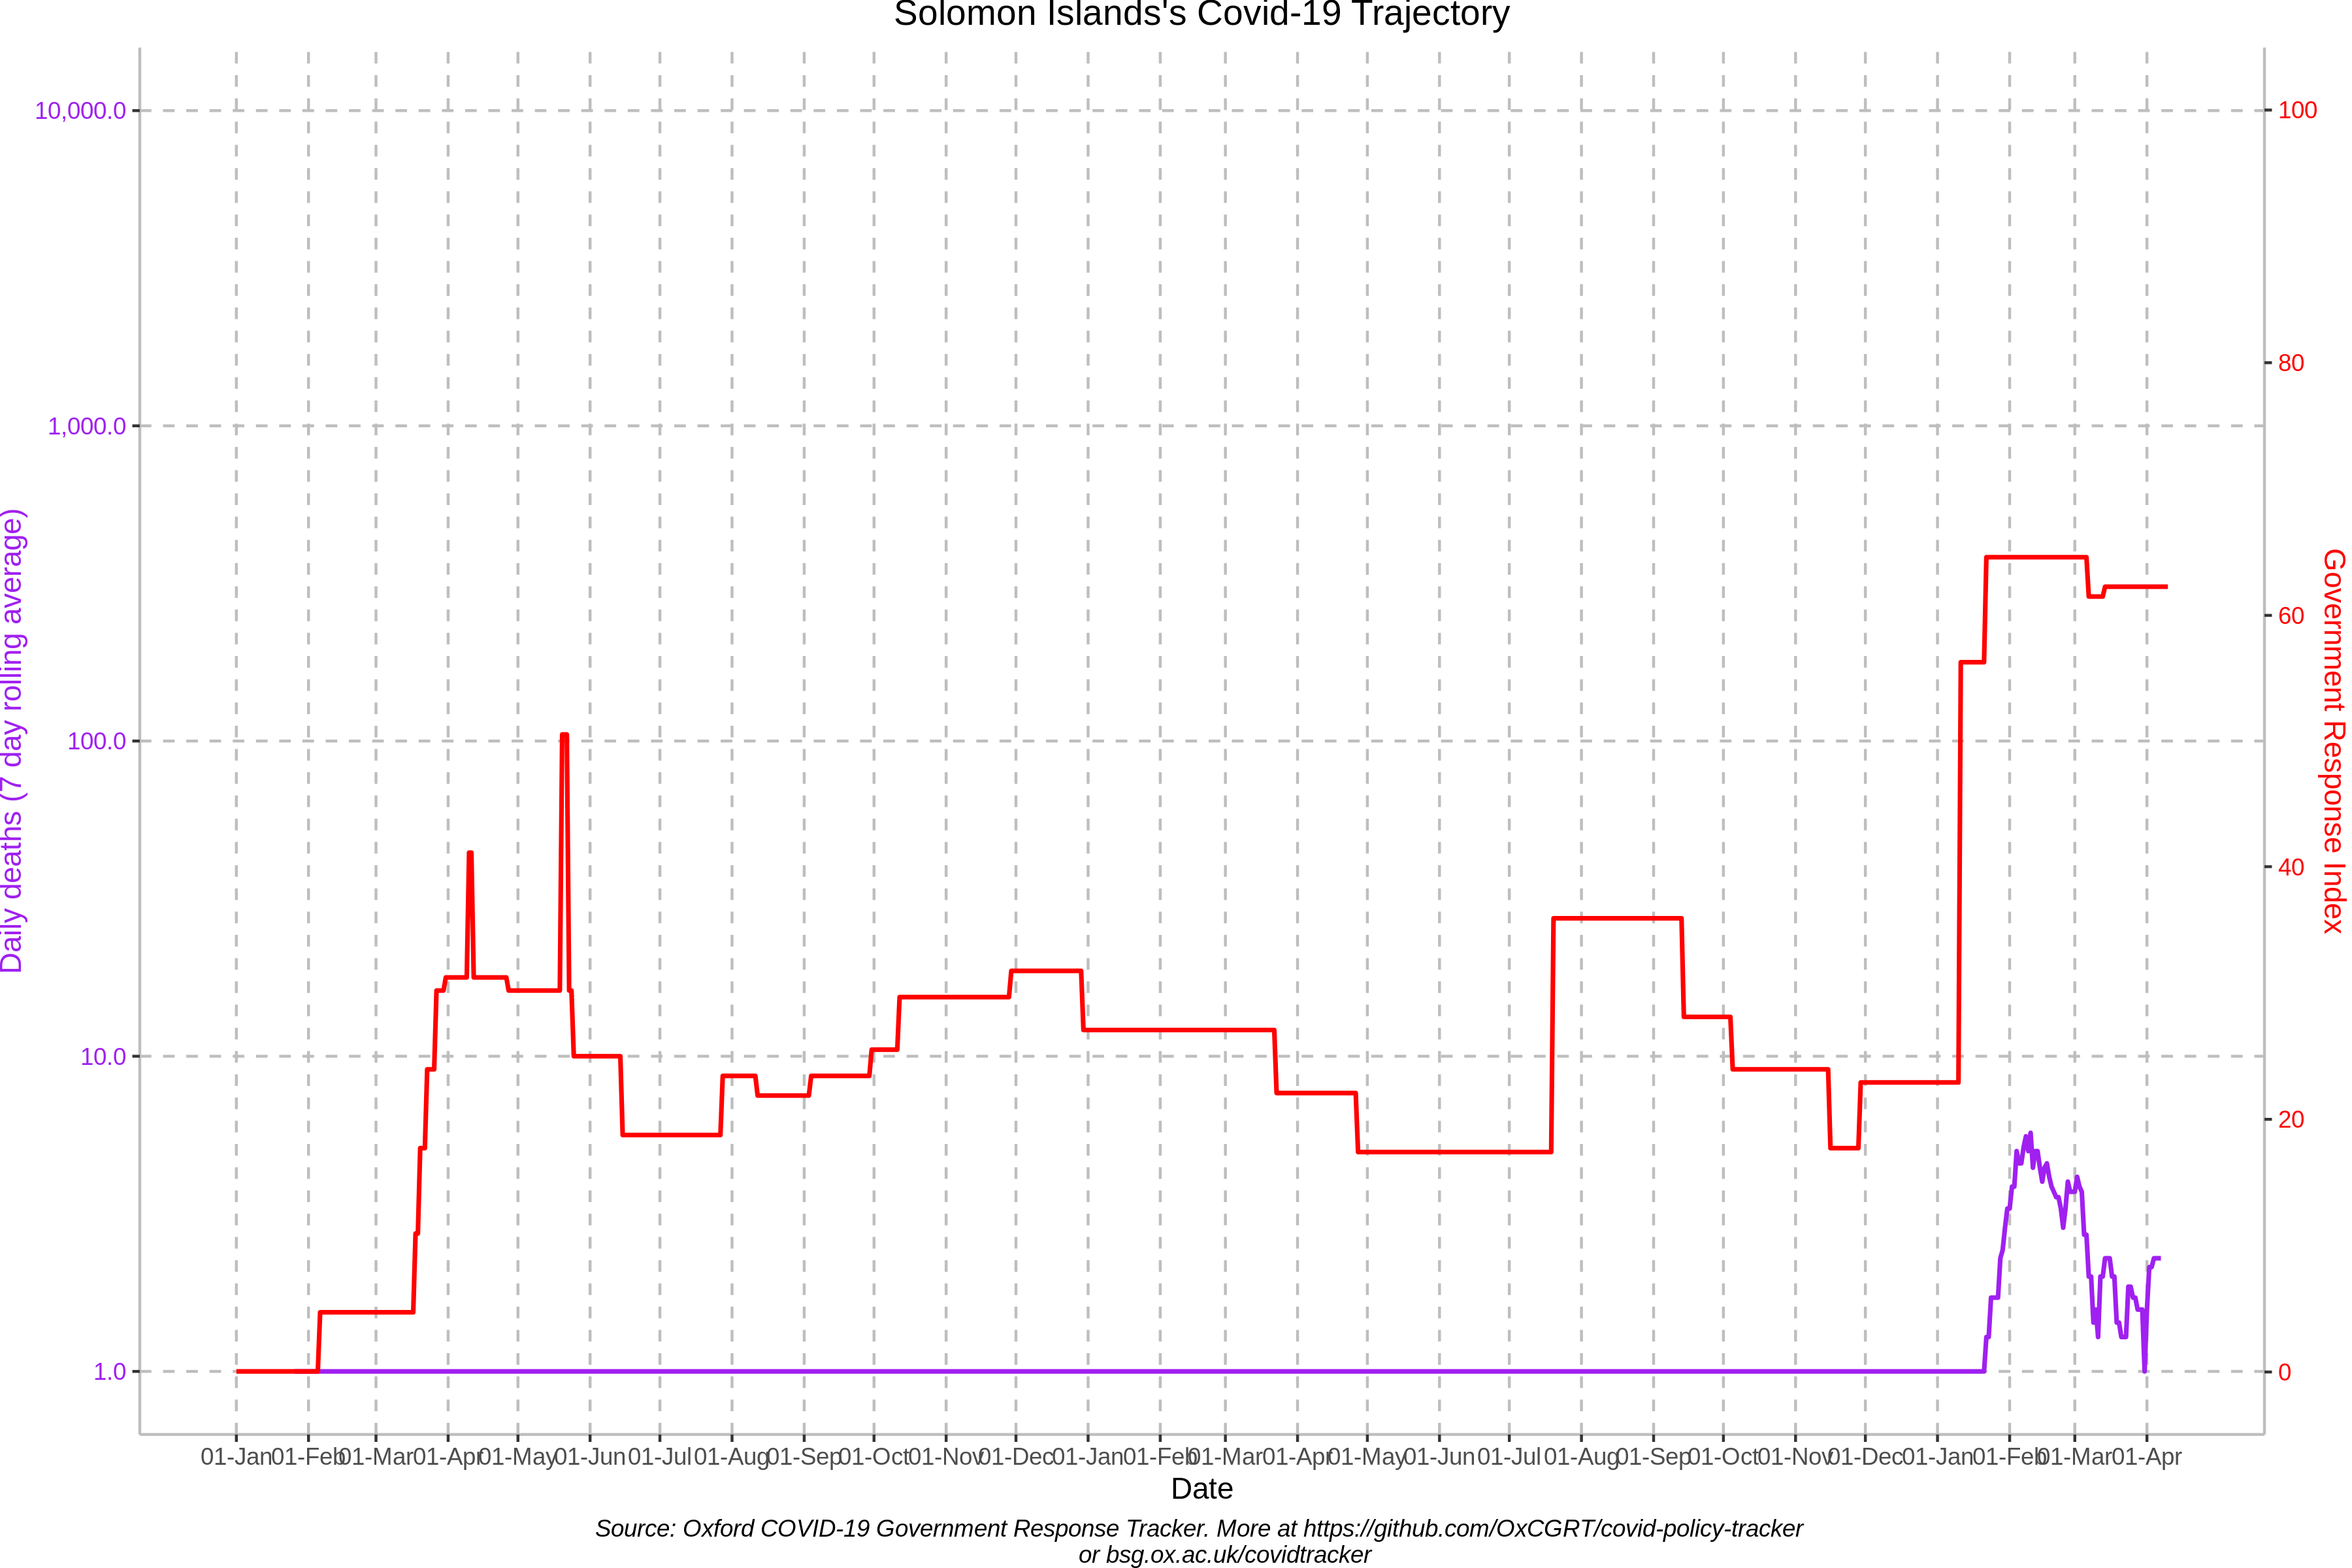 Solomon Islands's Covid-19 Trajectory
10,000.0
1,000.0
100.0
10.0
1.0
Daily deaths (7 day rolling average)
100
80
60
40
20
0
Government Response Index
01-Jan 01-Feb 01-Mar 01-Apr 01-May 01-Jun 01-Jul 01-Aug 01-Sep 01-Oct 01-Nov 01-Dec 01-Jan 01-Feb 01-Mar 01-Apr 01-May 01-Jun 01-Jul 01-Aug 01-Sep 01-Oct 01-Nov 01-Dec 01-Jan 01-Feb 01-Mar 01-Apr
Date
Source: Oxford COVID-19 Government Response Tracker. More at https://github.com/OxCGRT/covid-policy-tracker
or bsg.ox.ac.uk/covidtracker